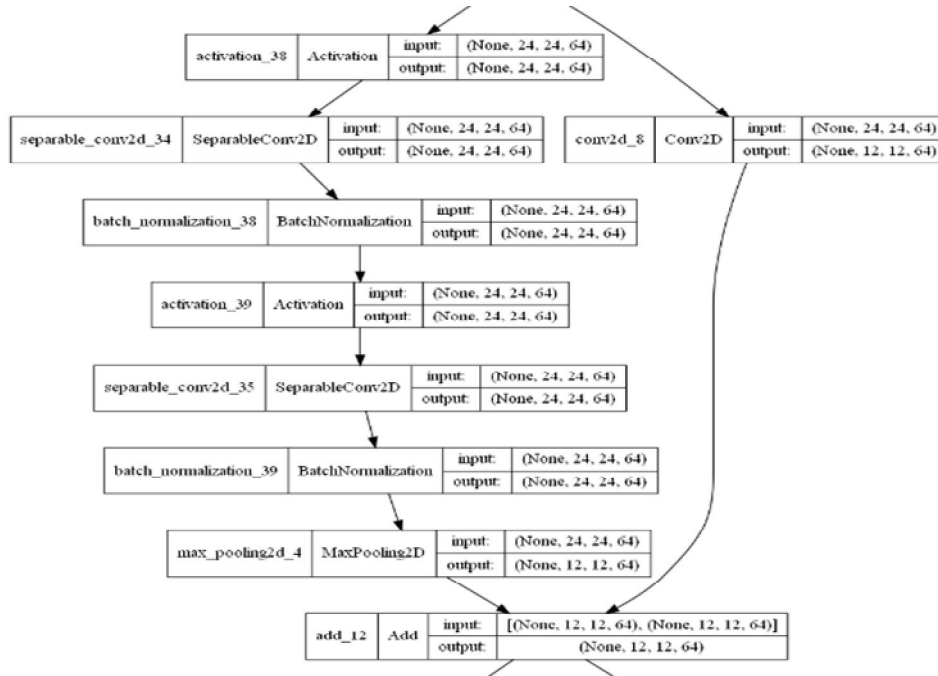 activation_38 Activation input: (None, 24, 24, 64)
output: (None, 24, 24, 64)
separable_conv2d_34 SeparableConv2D input: (None, 24, 24, 64)
output: (None, 24, 24, 64)
conv2d_8 Conv2D input: (None, 24, 24, 64)
output: (None, 12, 12, 64)
batch_normalization_38 BatchNormalization input: (None, 24, 24, 64)
output: (None, 24, 24, 64)
activation_39 Activation input: (None, 24, 24, 64)
output: (None, 24, 24, 64)
separable_conv2d_35 SeparableConv2D input: (None, 24, 24, 64)
output: (None, 24, 24, 64)
batch_normalization_39 BatchNormalization input: (None, 24, 24, 64)
output: (None, 24, 24, 64)
max_pooling2d_4 MaxPooling2D input: (None, 24, 24, 64)
output: (None, 12, 12, 64)
add_12 Add input: [(None, 12, 12, 64), (None, 12, 12, 64)]
output: (None, 12, 12, 64)